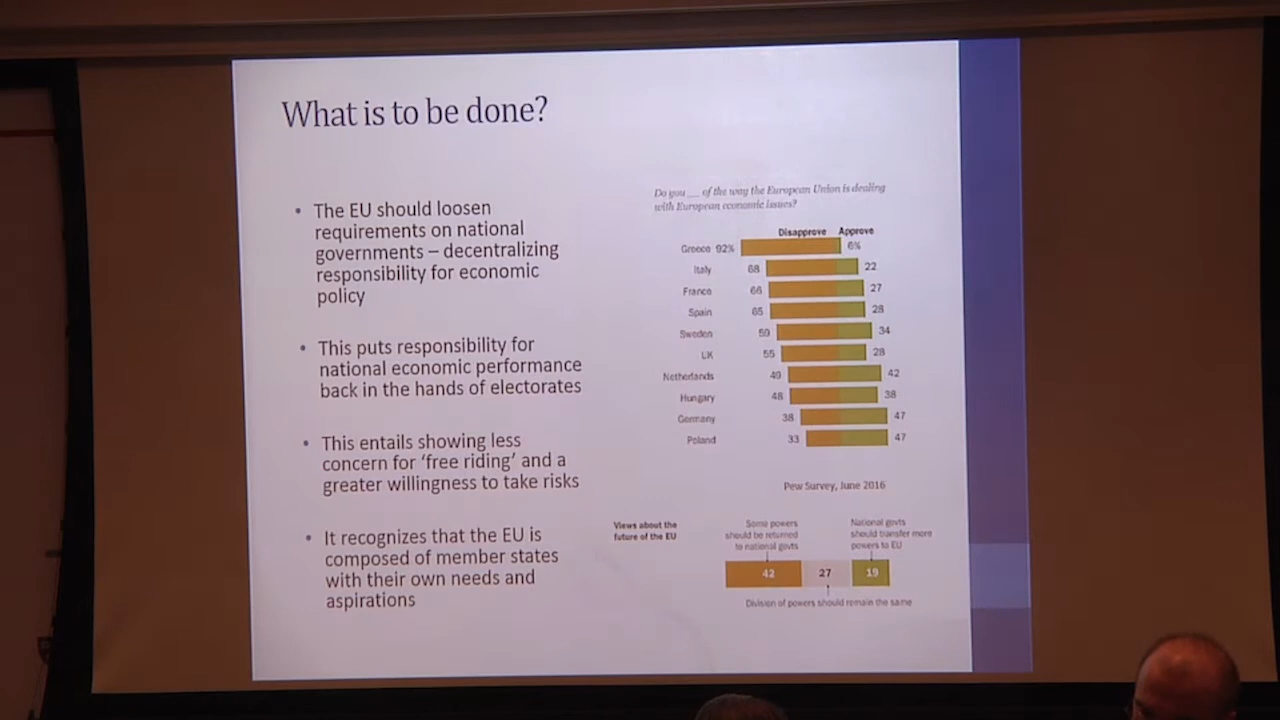 What is to be done?
• The EU should loosen
requirements on national
governments – decentralizing
responsibility for economic
policy
• This puts responsibility for
national economic performance
back in the hands of electorates
• This entails showing less
concern for ‘free riding’ and a
greater willingness to take risks
• It recognizes that the EU is
composed of member states
with their own needs and
aspirations
Do you __ of the way the European Union is dealing
with European economic issues?
Disapprove Approve
Greece 92% 6%
Italy 68 22
France 66 27
Spain 65 28
Sweden 59 34
UK 55 28
Netherlands 49 42
Hungary 48 38
Germany 38 47
Poland 33 47
Pew Survey, June 2016
Views about the
future of the EU
Some powers
should be returned
to national govts
National govts
should transfer more
powers to EU
42 27 19
Division of powers should remain the same